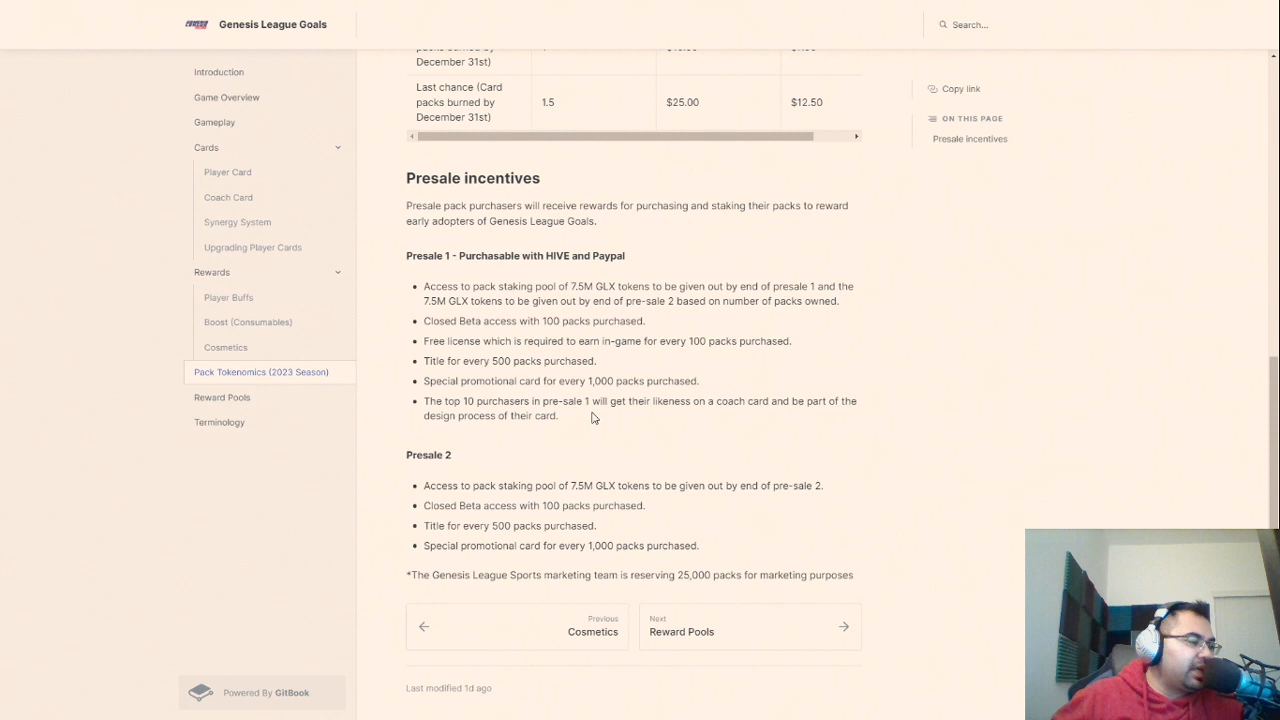 Genesis League Goals
Search...
Introduction
Game Overview
Gameplay
Cards
Player Card
Coach Card
Synergy System
Upgrading Player Cards
Rewards
Player Buffs
Boost (Consumables)
Cosmetics
Pack Tokenomics (2023 Season)
Reward Pools
Terminology
Powered By GitBook
December 31st)
Last chance (Card
packs burned by
December 31st)
1.5
$25.00
$12.50
Presale incentives
Presale pack purchasers will receive rewards for purchasing and staking their packs to reward
early adopters of Genesis League Goals.
Presale 1 - Purchasable with HIVE and Paypal
• Access to pack staking pool of 7.5M GLX tokens to be given out by end of presale 1 and the
7.5M GLX tokens to be given out by end of pre-sale 2 based on number of packs owned.
• Closed Beta access with 100 packs purchased.
• Free license which is required to earn in-game for every 100 packs purchased.
• Title for every 500 packs purchased.
• Special promotional card for every 1,000 packs purchased.
• The top 10 purchasers in pre-sale 1 will get their likeness on a coach card and be part of the
design process of their card.
Presale 2
• Access to pack staking pool of 7.5M GLX tokens to be given out by end of pre-sale 2.
• Closed Beta access with 100 packs purchased.
• Title for every 500 packs purchased.
• Special promotional card for every 1,000 packs purchased.
*The Genesis League Sports marketing team is reserving 25,000 packs for marketing purposes
Previous
Cosmetics
Next
Reward Pools
Last modified 1d ago
Copy link
ON THIS PAGE
Presale incentives